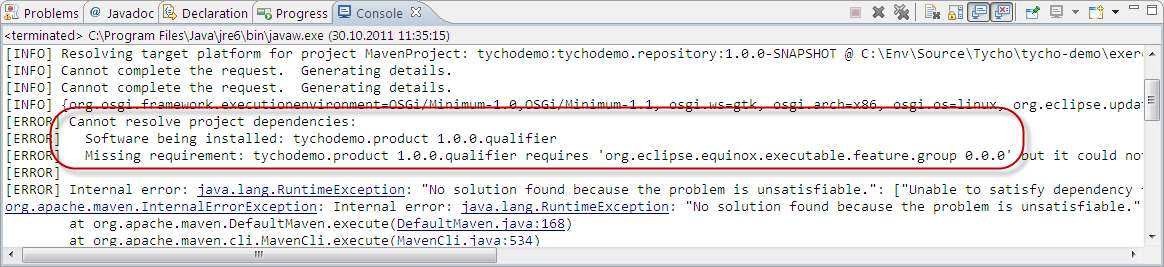 Problems @ Javadoc Declaration Progress Console
<terminated> C:\Program Files\Java\jre6\bin\javaw.exe (30.10.2011 11:35:15)
[INFO] Resolving target platform for project MavenProject: tychodemo:tychodemo.repository:1.0.0-SNAPSHOT @ C:\Env\Source\Tycho\tycho-demo\exer
[INFO] Cannot complete the request.  Generating details.
[INFO] Cannot complete the request.  Generating details.
[INFO] {org.osgi.framework.executionenvironment=OSGi/Minimum-1.0,OSGi/Minimum-1.1, osgi.ws=gtk, osgi.arch=x86, osgi.os=linux, org.eclipse.upda
[ERROR] Cannot resolve project dependencies:
[ERROR]   Software being installed: tychodemo.product 1.0.0.qualifier
[ERROR]   Missing requirement: tychodemo.product 1.0.0.qualifier requires 'org.eclipse.equinox.executable.feature.group 0.0.0' but it could no
[ERROR]
[ERROR] Internal error: java.lang.RuntimeException: "No solution found because the problem is unsatisfiable.": ["Unable to satisfy dependency
org.apache.maven.InternalErrorException: Internal error: java.lang.RuntimeException: "No solution found because the problem is unsatisfiable."
at org.apache.maven.DefaultMaven.execute(DefaultMaven.java:168)
at org.apache.maven.cli.MavenCli.execute(MavenCli.java:534)